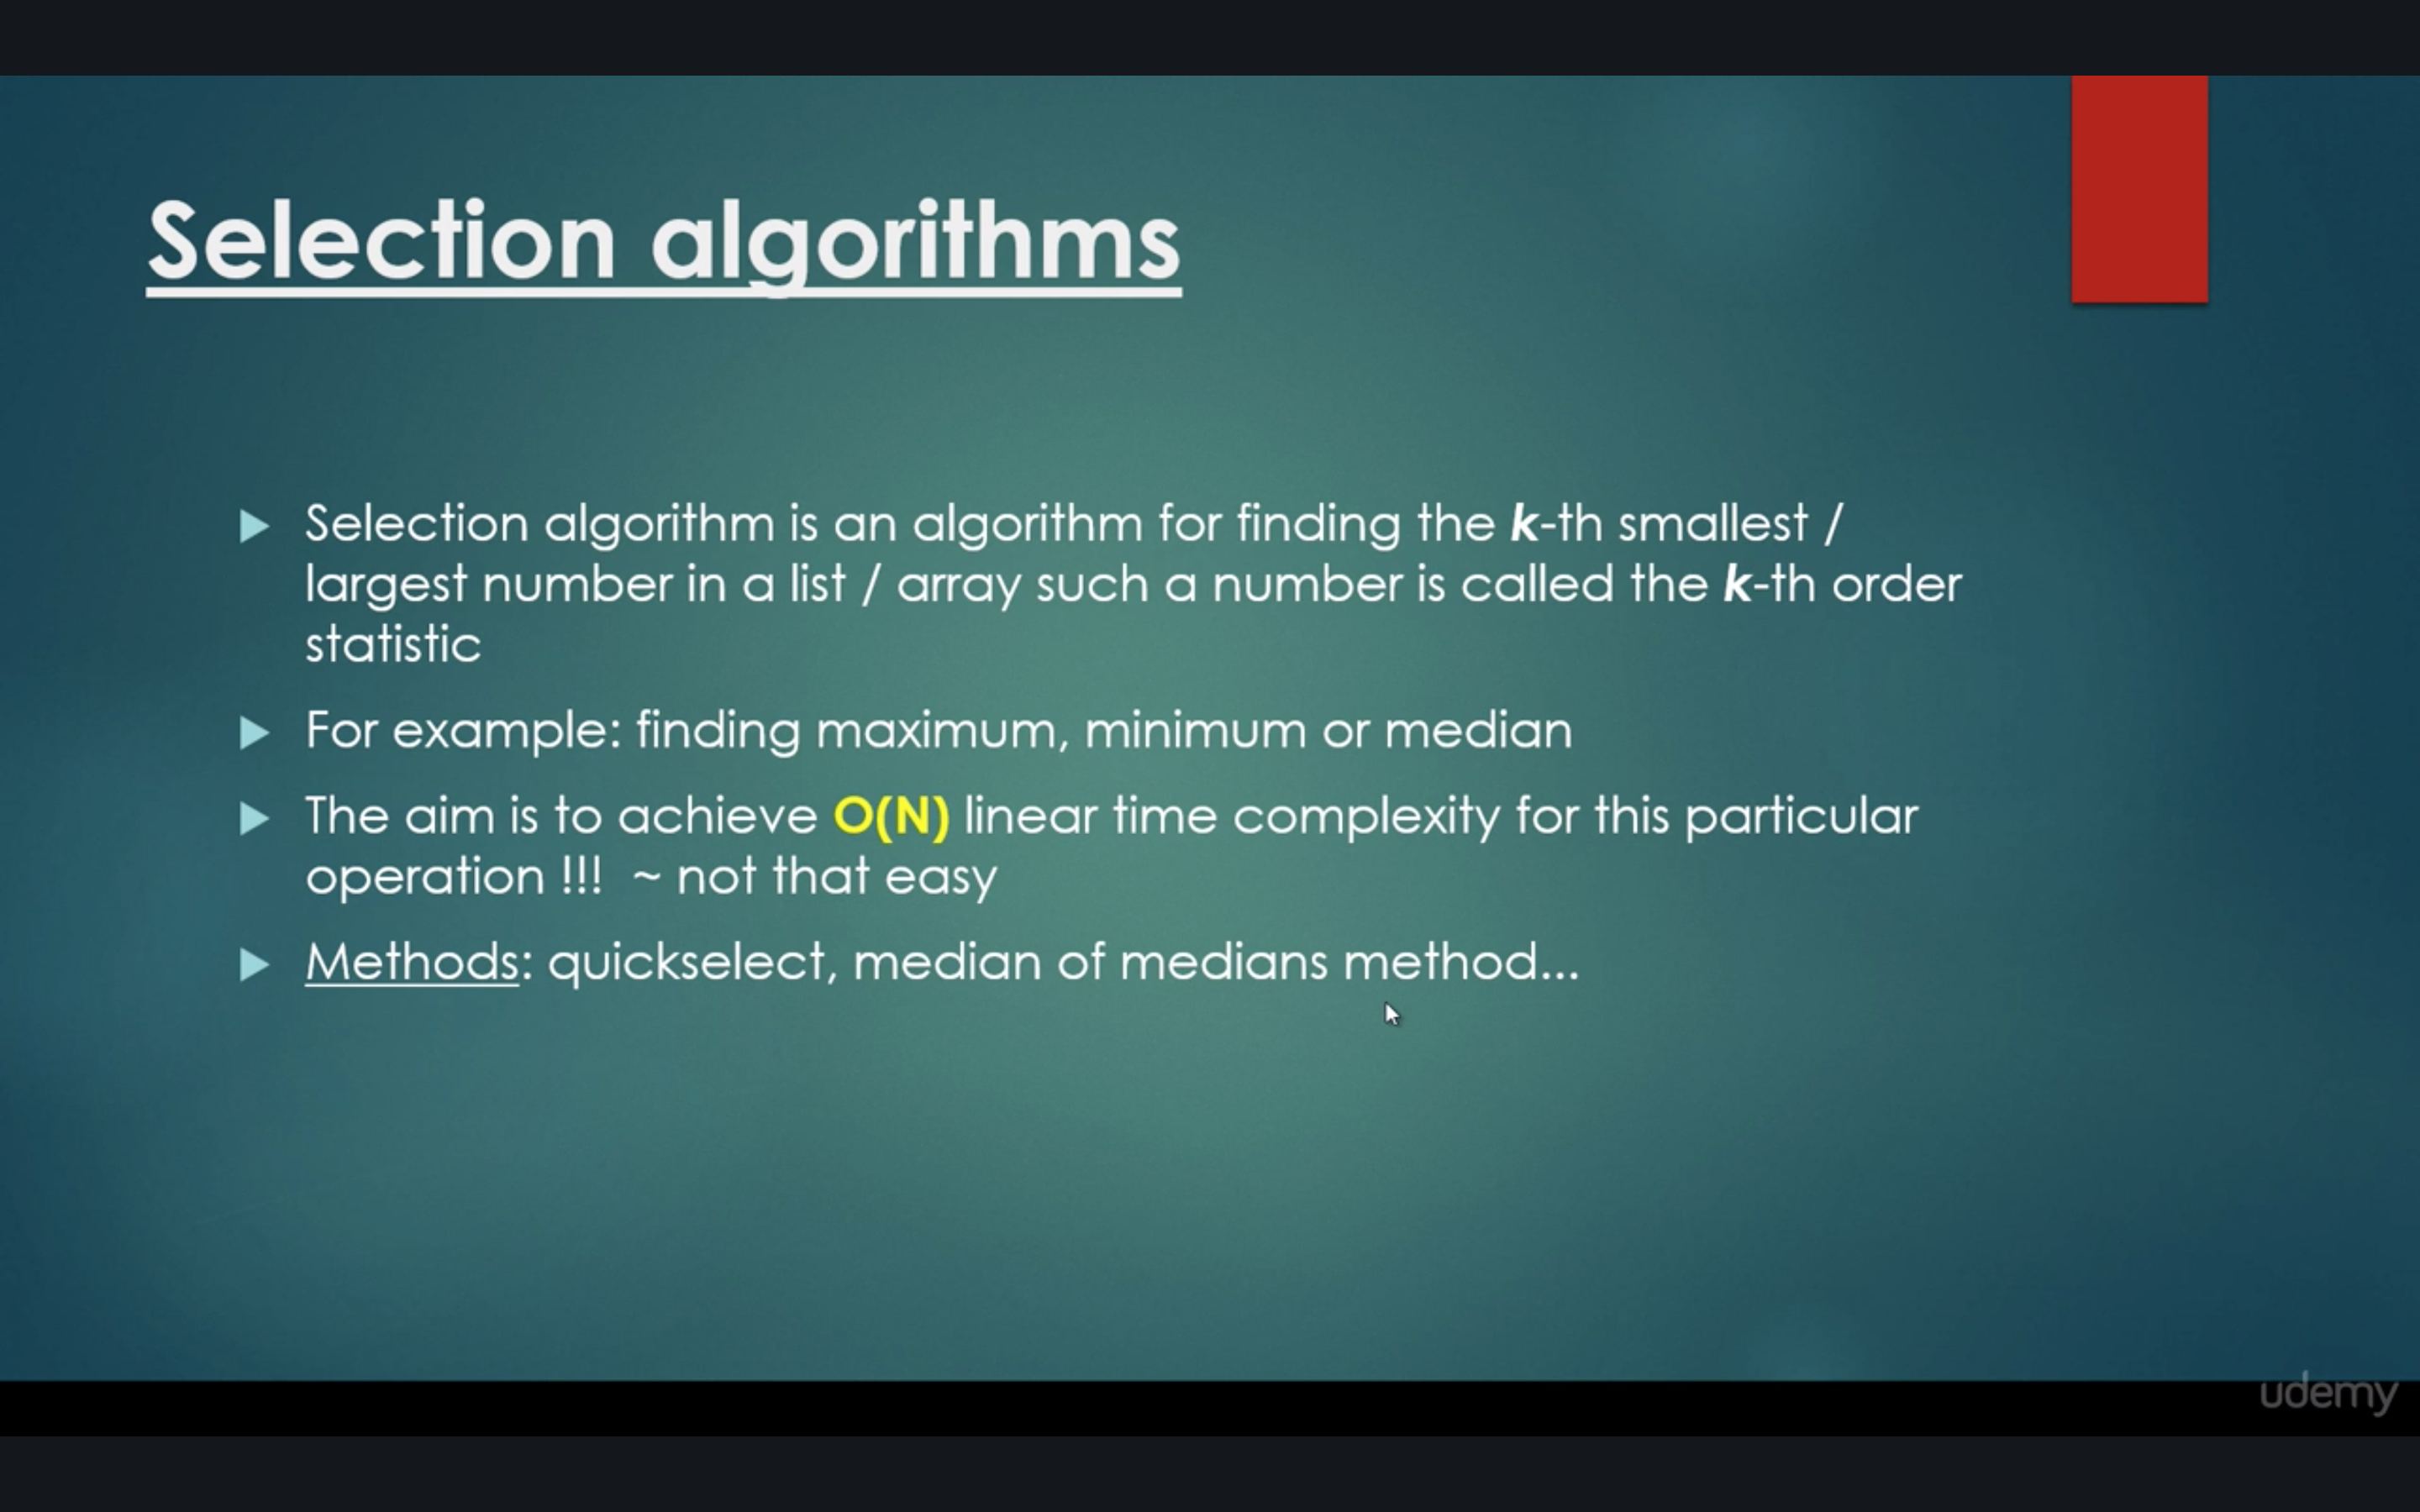 Selection algorithms
Selection algorithm is an algorithm for finding the k-th smallest /
largest number in a list / array such a number is called the k-th order
statistic
For example: finding maximum, minimum or median
The aim is to achieve O(N) linear time complexity for this particular
operation !!!  ~ not that easy
Methods: quickselect, median of medians method...
udemy